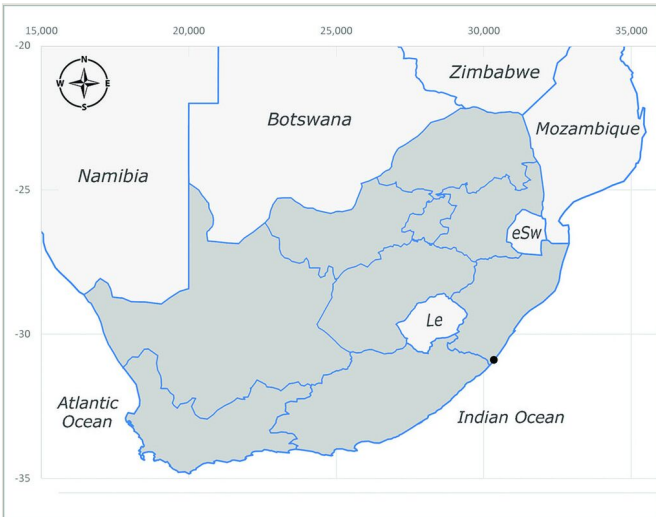 15,000 20,000 25,000 30,000 35,000
-20
N
W E
S
Zimbabwe
Botswana
Mozambique
Namibia
-25
eSw
Le
-30
Atlantic
Ocean
Indian Ocean
-35